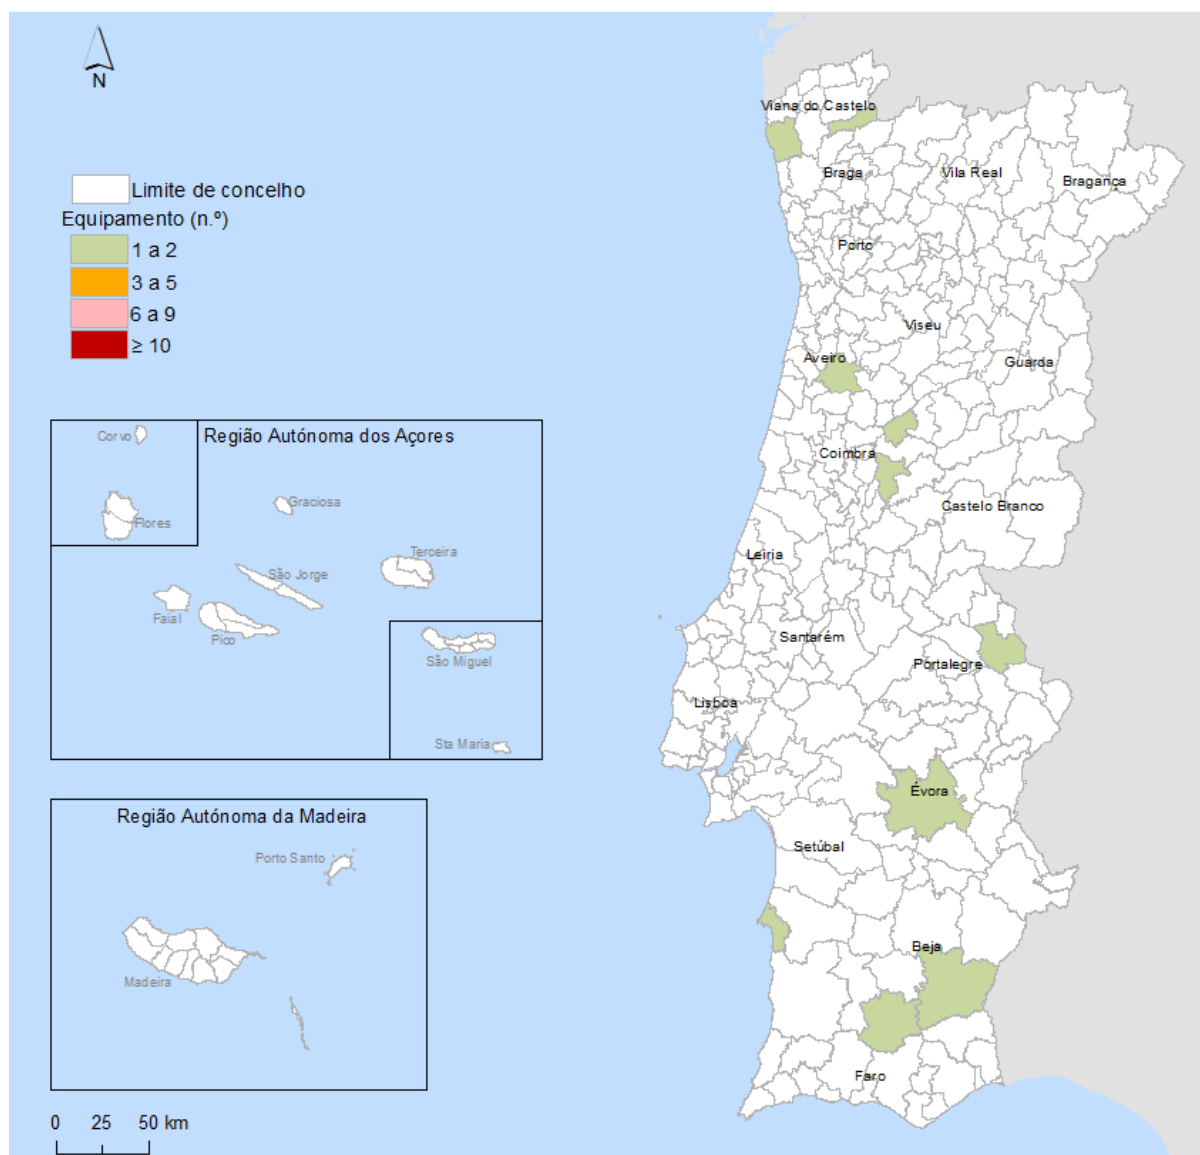 N
Limite de concelho
Equipamento (n.º)
1 a 2
3 a 5
6 a 9
≥ 10
Região Autónoma dos Açores
Corvo
Flores
Graciosa
Terceira
São Jorge
Faial
Pico
São Miguel
Sta Maria
Região Autónoma da Madeira
Porto Santo
Madeira
0 25 50 km
Viana do Castelo
Braga
Vila Real
Bragança
Porto
Viseu
Aveiro
Guarda
Coimbra
Castelo Branco
Leiria
Santarém
Portalegre
Lisboa
Évora
Setúbal
Beja
Faro